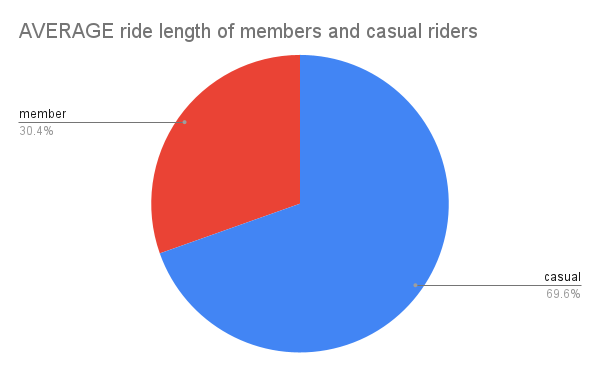 AVERAGE ride length of members and casual riders
member
30.4%
casual
69.6%